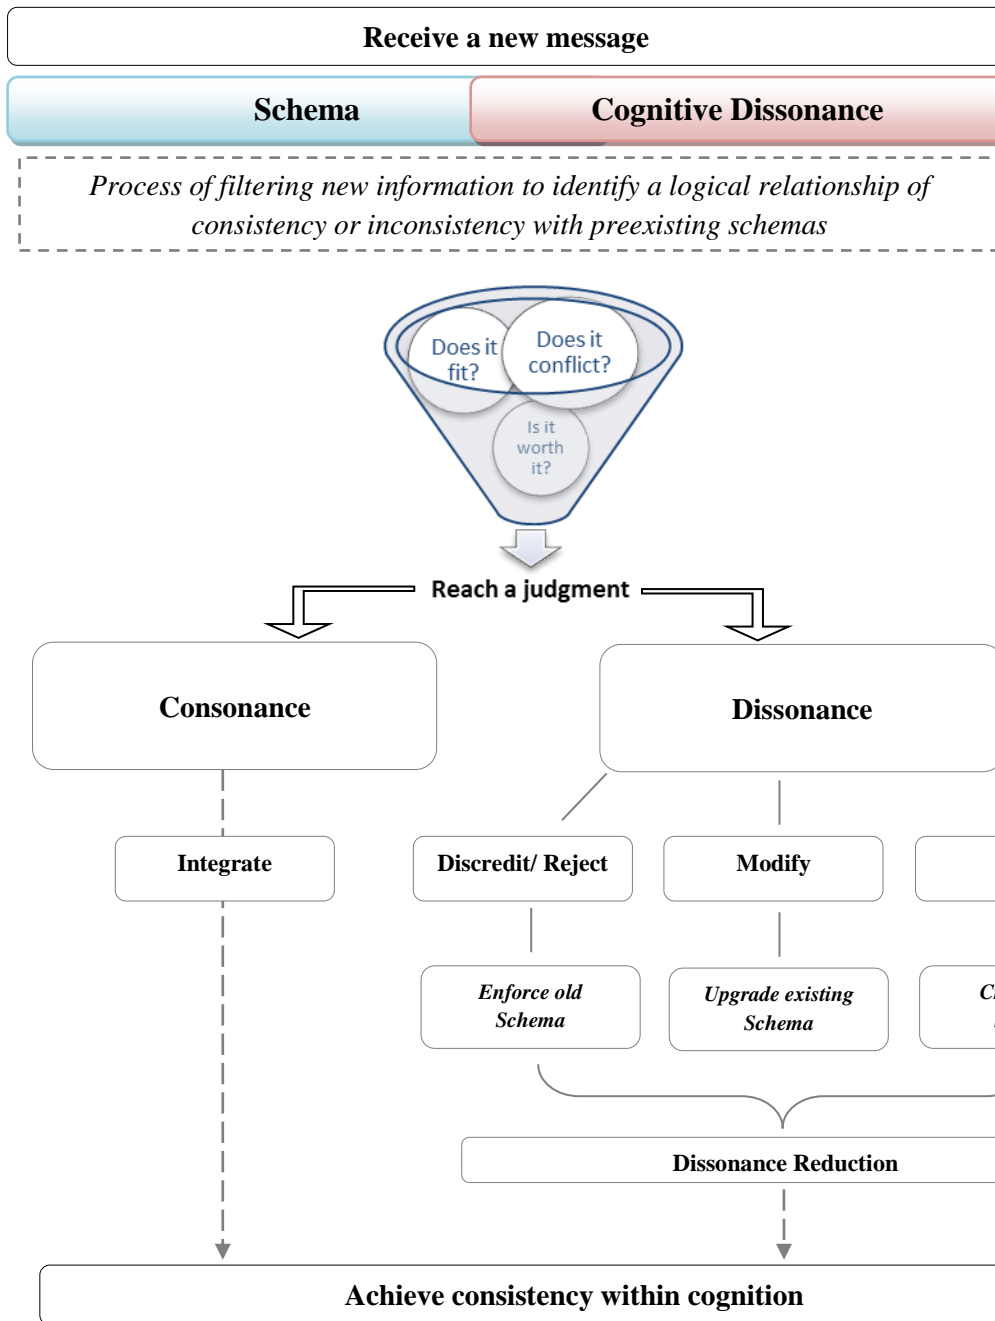 Receive a new message
Schema
Cognitive Dissonance
Process of filtering new information to identify a logical relationship of
consistency or inconsistency with preexisting schemas
Does it
fit?
Does it
conflict?
Is it
worth
it?
Reach a judgment
Consonance
Dissonance
Integrate
Discredit/ Reject
Modify
Enforce old
Schema
Upgrade existing
Schema
Dissonance Reduction
Achieve consistency within cognition